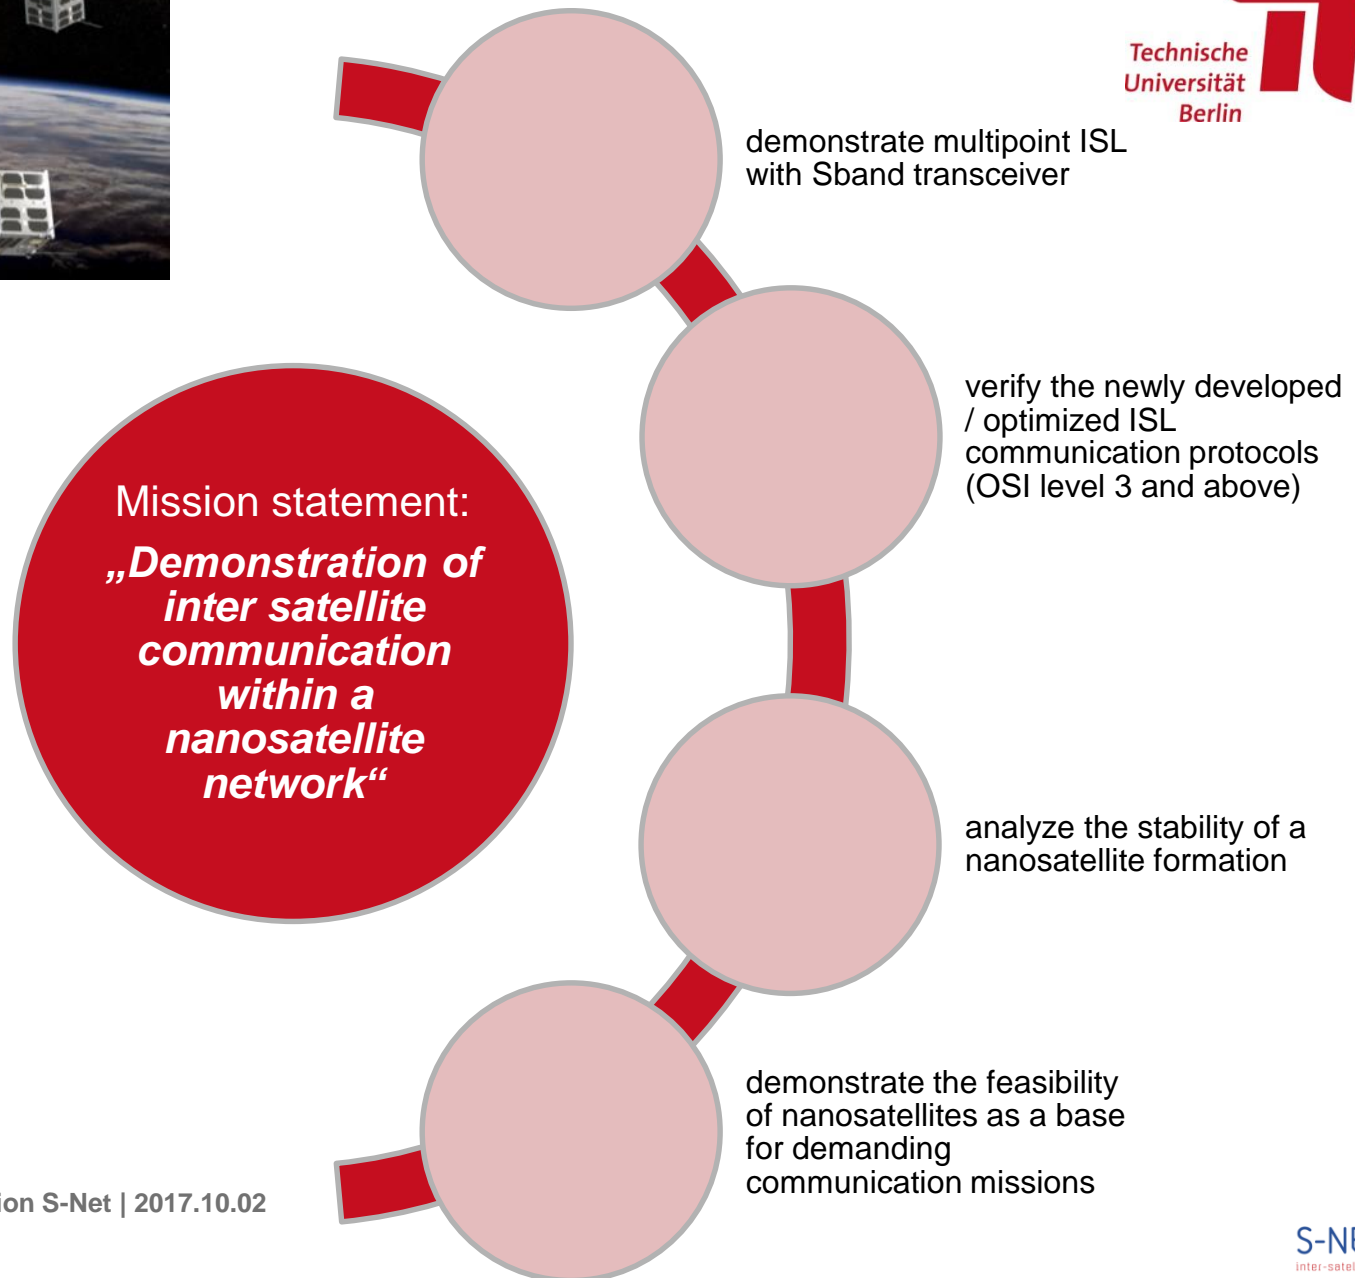 Technische
Universität
Berlin
demonstrate multipoint ISL
with Sband transceiver
verify the newly developed
/ optimized ISL
communication protocols
(OSI level 3 and above)
Mission statement:
„Demonstration of
inter satellite
communication
within a
nanosatellite
network“
analyze the stability of a
nanosatellite formation
demonstrate the feasibility
of nanosatellites as a base
for demanding
communication missions
S-Net | 2017.10.02